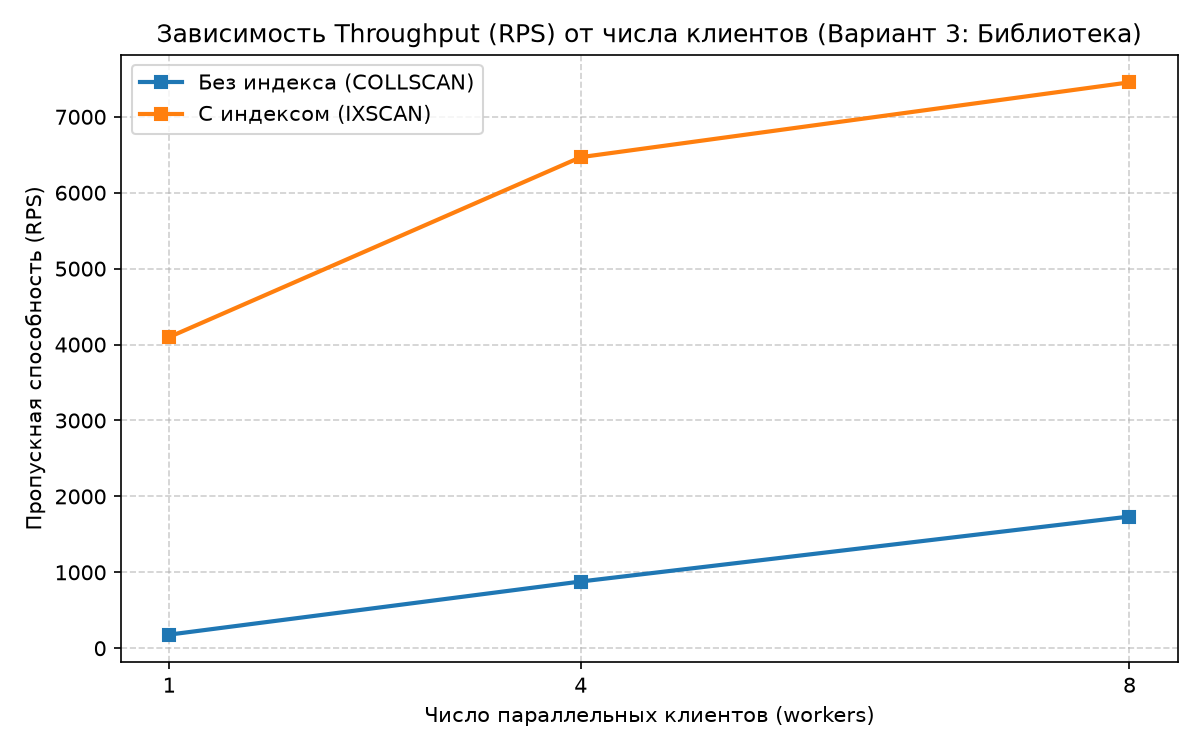 Зависимость Throughput (RPS) от числа клиентов (Вариант 3: Библиотека)
Без индекса (COLLSCAN)
С индексом (IXSCAN)
Пропускная способность (RPS)
7000
6000
5000
4000
3000
2000
1000
0
1 4 8
Число параллельных клиентов (workers)